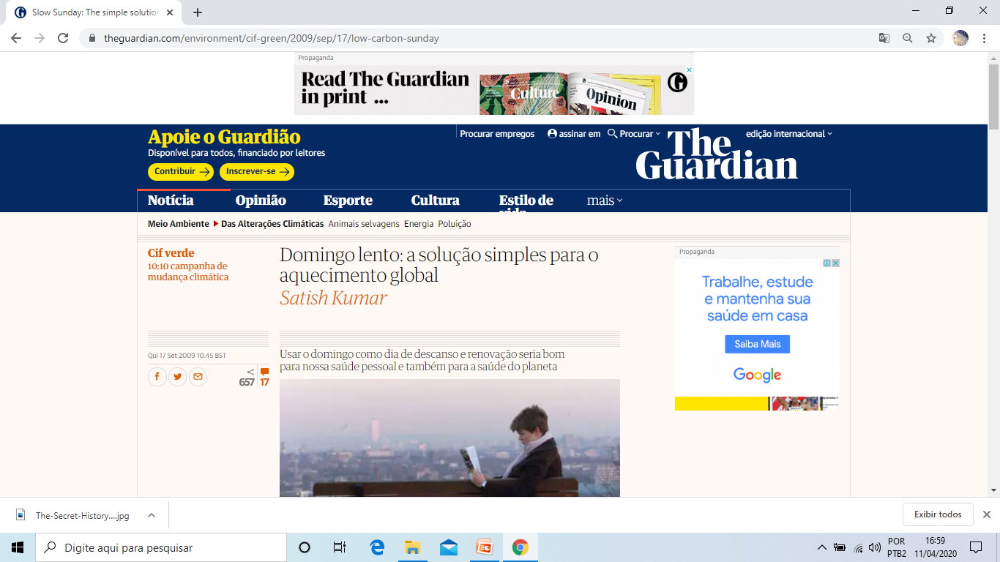 Slow Sunday: The simple solution
theguardian.com/environment/cif-green/2009/sep/17/low-carbon-sunday
Propaganda
Read The Guardian
in print ...
Culture
Opinion
Apoie o Guardião
Disponível para todos, financiado por leitores
Contribuir
Inscrever-se
Procurar empregos
assinar em
Procurar
edição internacional
The
Guardian
Notícia
Opinião
Esporte
Cultura
Estilo de
vida
mais
Meio Ambiente
Das Alterações Climáticas
Animais selvagens
Energia
Poluição
Cif verde
10:10 campanha de
mudança climática
Domingo lento: a solução simples para o
aquecimento global
Satish Kumar
Qui 17 Set 2009 10.45 BST
657
17
Usar o domingo como dia de descanso e renovação seria bom
para nossa saúde pessoal e também para a saúde do planeta
Propaganda
Trabalhe, estude
e mantenha sua
saúde em casa
Saiba Mais
Google
The-Secret-History....jpg
Exibir todos
Digite aqui para pesquisar
POR
PTB2
16:59
11/04/2020